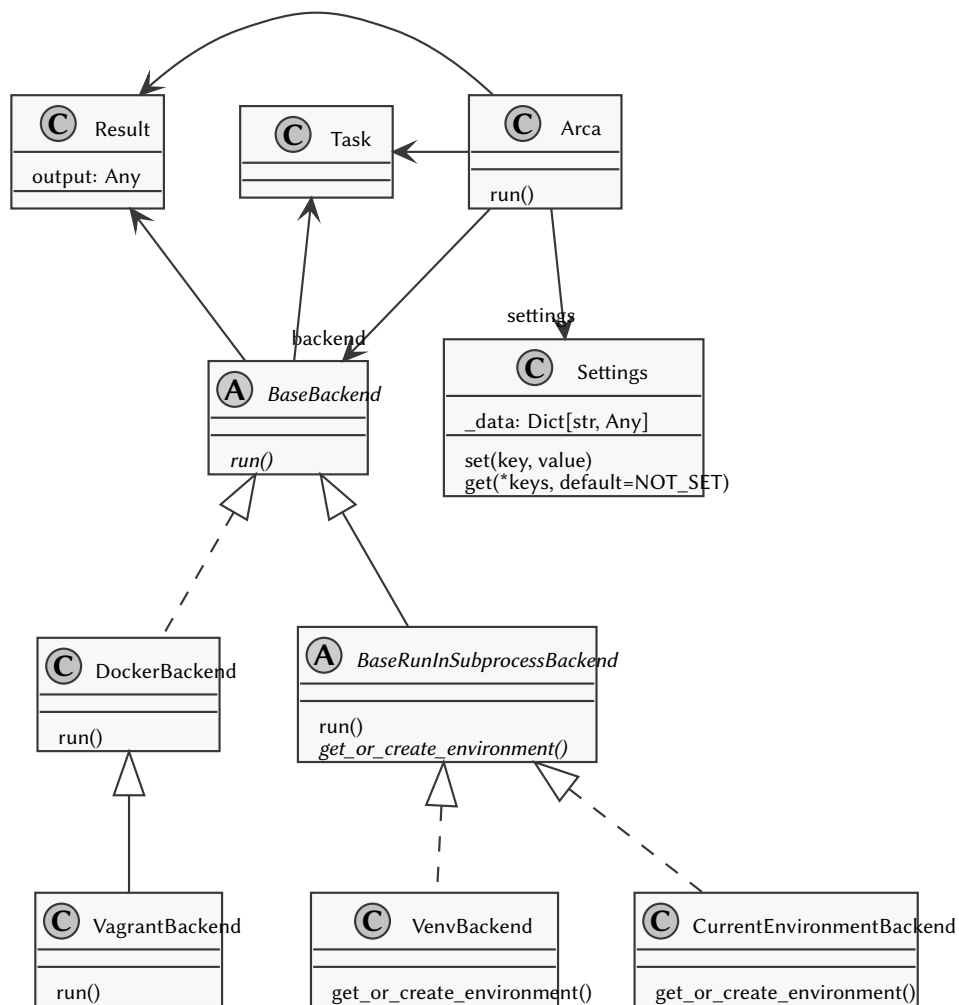 C Result
output: Any
C Task
C Arca
run()
backend
settings
A BaseBackend
run()
C Settings
_data: Dict[str, Any]
set(key, value)
get(*keys, default=NOT_SET)
C DockerBackend
run()
A BaseRunInSubprocessBackend
run()
get_or_create_environment()
C VagrantBackend
run()
C VenvBackend
get_or_create_environment()
C CurrentEnvironmentBackend
get_or_create_environment()